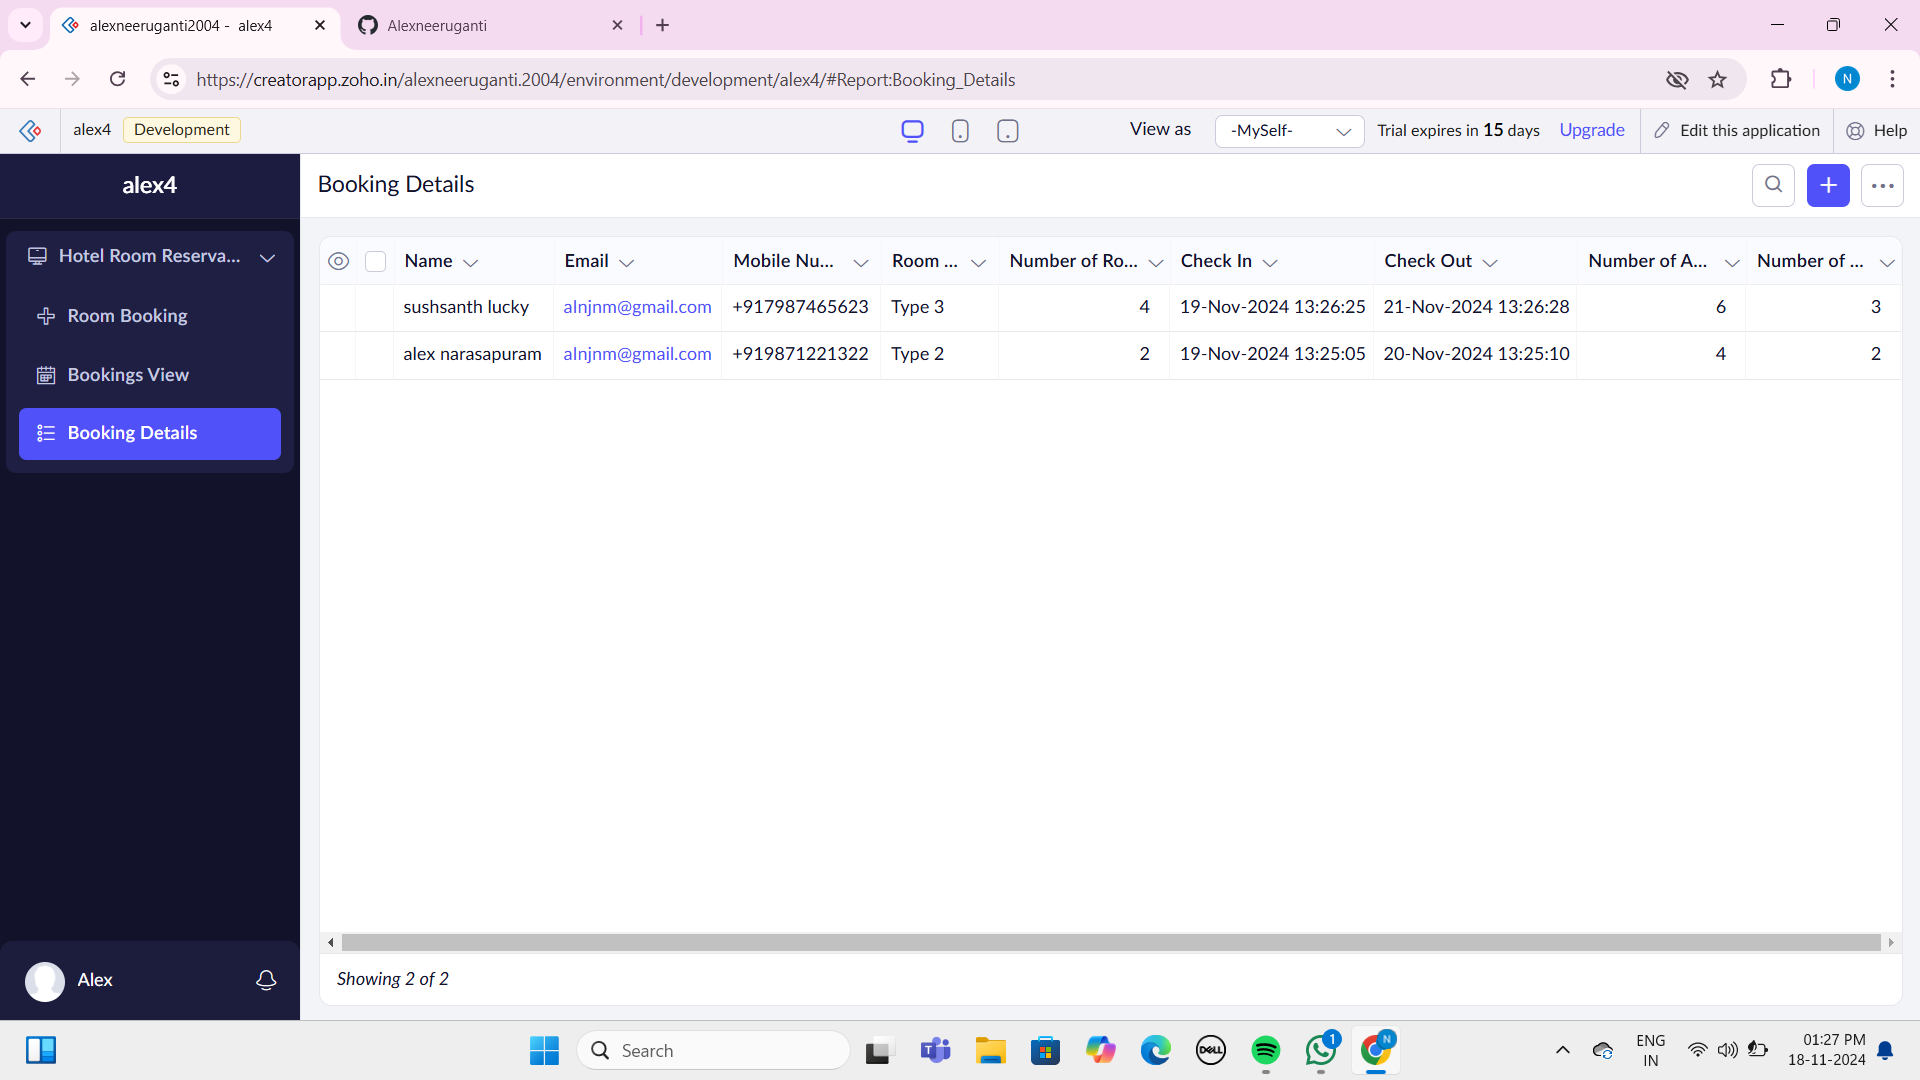 alexneeruganti2004 - alex4
Alexneeruganti
https://creatorapp.zoho.in/alexneeruganti.2004/environment/development/alex4/#Report:Booking_Details
N
alex4 Development View as -MySelf- Trial expires in 15 days Upgrade Edit this application Help
alex4
Booking Details
Hotel Room Reserva...
Room Booking
Bookings View
Booking Details
Name Email Mobile Nu... Room ... Number of Ro... Check In Check Out Number of A... Number of ...
sushsanth lucky alnjnm@gmail.com +917987465623 Type 3 4 19-Nov-2024 13:26:25 21-Nov-2024 13:26:28 6 3
alex narasapuram alnjnm@gmail.com +919871221322 Type 2 2 19-Nov-2024 13:25:05 20-Nov-2024 13:25:10 4 2
Showing 2 of 2
Alex
Search
T
DELL
1
N
ENG
IN
01:27 PM
18-11-2024